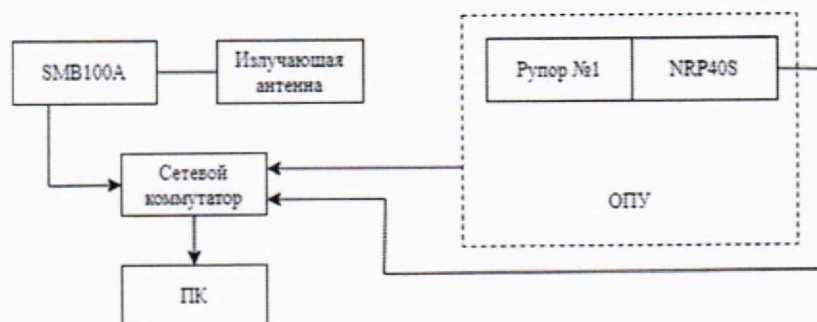 SMB100A
Излучающая
антенна
Рупор №1
NRP40S
Сетевой
коммутатор
ОПУ
ПК